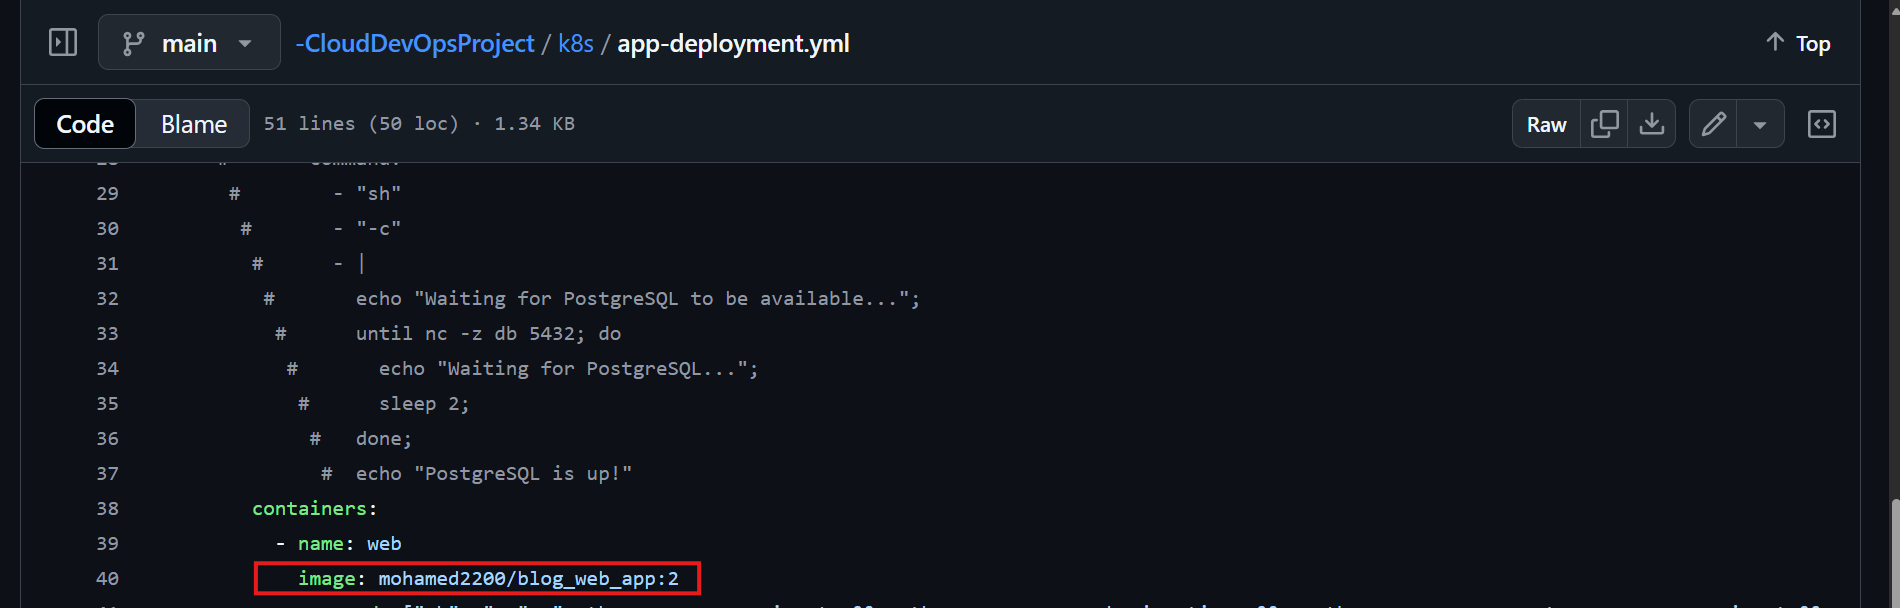 main -CloudDevOpsProject / k8s / app-deployment.yml Top
Code Blame 51 lines (50 loc) · 1.34 KB Raw
29 # - "sh"
30 # - "-c"
31 # - |
32 # echo "Waiting for PostgreSQL to be available...";
33 # until nc -z db 5432; do
34 # echo "Waiting for PostgreSQL...";
35 # sleep 2;
36 # done;
37 # echo "PostgreSQL is up!"
38 containers:
39 - name: web
40 image: mohamed2200/blog_web_app:2